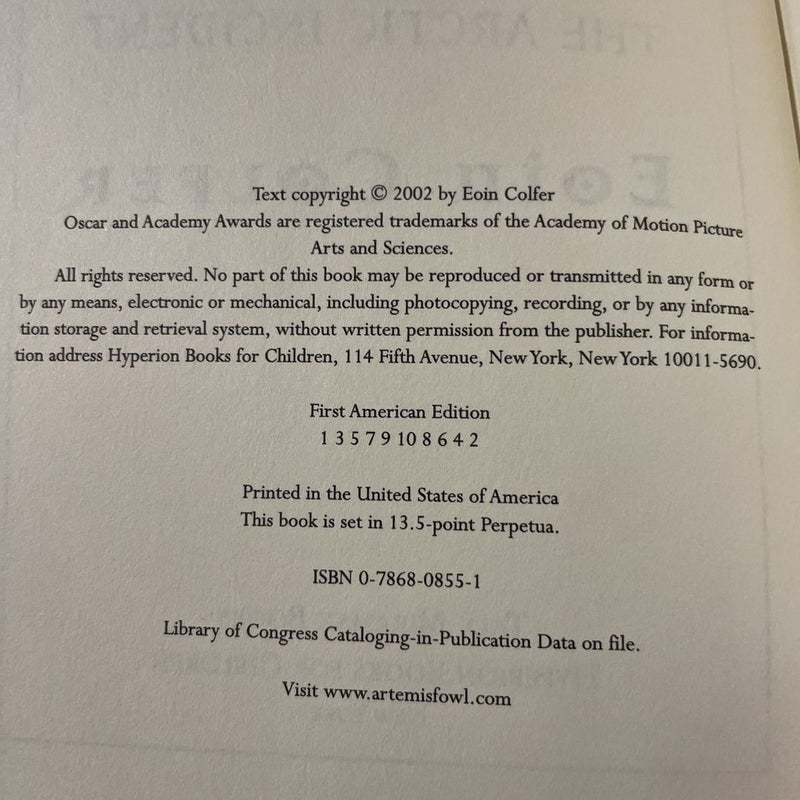 THE ARCTIC INCIDENT
EOIN COLFER
Text copyright © 2002 by Eoin Colfer
Oscar and Academy Awards are registered trademarks of the Academy of Motion Picture
Arts and Sciences.
All rights reserved. No part of this book may be reproduced or transmitted in any form or
by any means, electronic or mechanical, including photocopying, recording, or by any informa-
tion storage and retrieval system, without written permission from the publisher. For informa-
tion address Hyperion Books for Children, 114 Fifth Avenue, New York, New York 10011-5690.
First American Edition
1 3 5 7 9 10 8 6 4 2
Printed in the United States of America
This book is set in 13.5-point Perpetua.
ISBN 0-7868-0855-1
Library of Congress Cataloging-in-Publication Data on file.
Visit www.artemisfowl.com